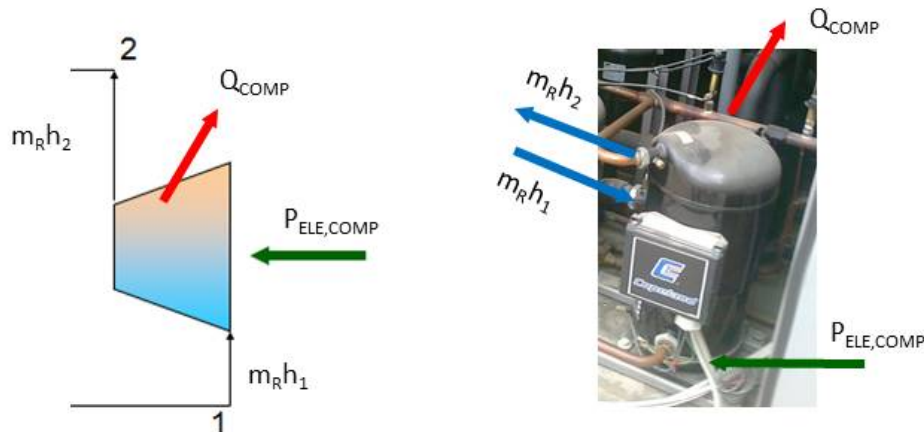 2
Q_COMP
m_Rh_2
P_ELE,COMP
m_Rh_1
1
Q_COMP
m_Rh_2
m_Rh_1
Copeland
P_ELE,COMP